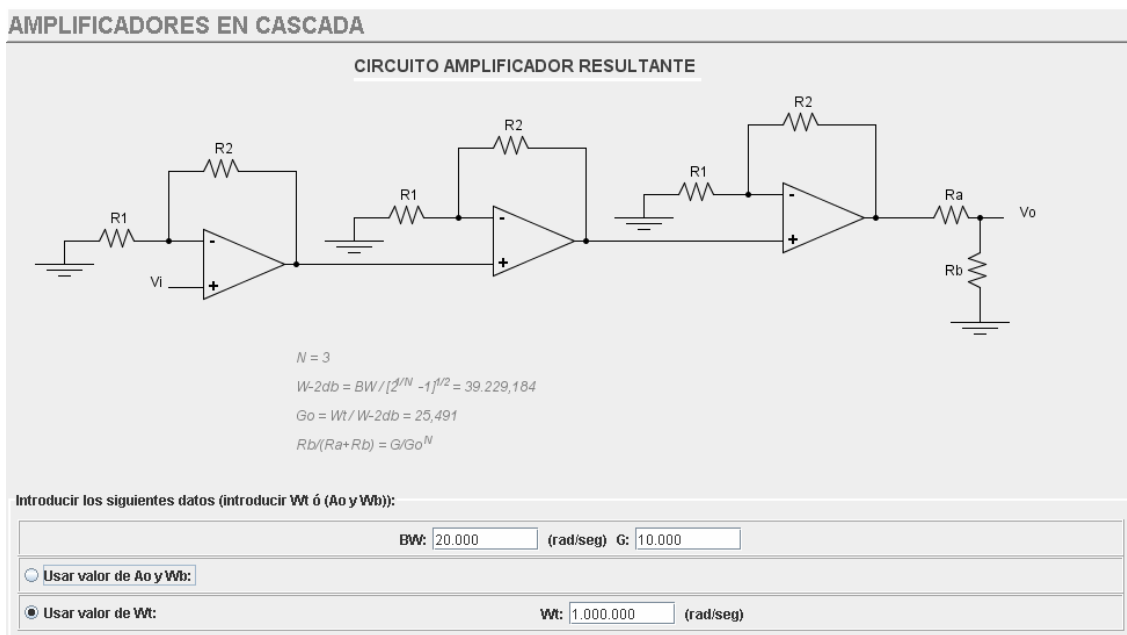 AMPLIFICADORES EN CASCADA
CIRCUITO AMPLIFICADOR RESULTANTE
R2
R2
R2
R1
R1
R1
-
+
-
+
-
+
Vi
Ra
Vo
Rb
N = 3
W-2db = BW / [2^1/N -1]^1/2 = 39.229,184
Go = Wt / W-2db = 25,491
Rb/(Ra+Rb) = G/Go^N
Introducir los siguientes datos (introducir Wt ó (Ao y Wb)):
BW: 20.000 (rad/seg) G: 10.000
Usar valor de Ao y Wb:
Usar valor de Wt: Wt: 1.000.000 (rad/seg)